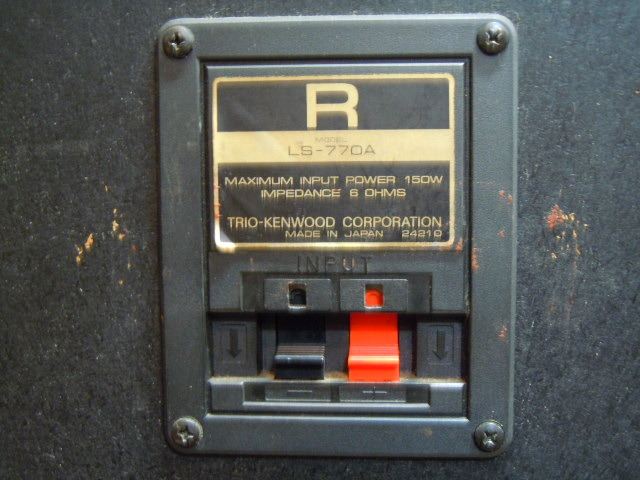 R
MODEL
LS-770A
MAXIMUM INPUT POWER 150W
IMPEDANCE 6 OHMS
TRIO-KENWOOD CORPORATION
MADE IN JAPAN 24210
INPUT
— +